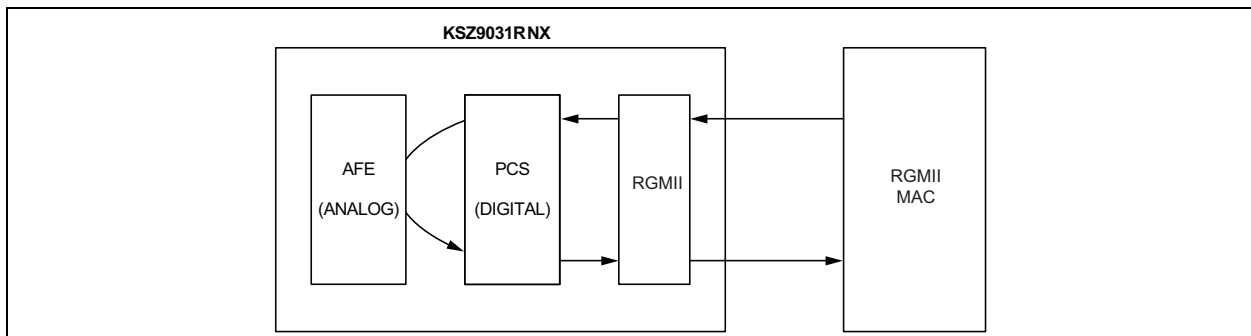 KSZ9031RNX
AFE
(ANALOG)
PCS
(DIGITAL)
RGMII
RGMII
MAC